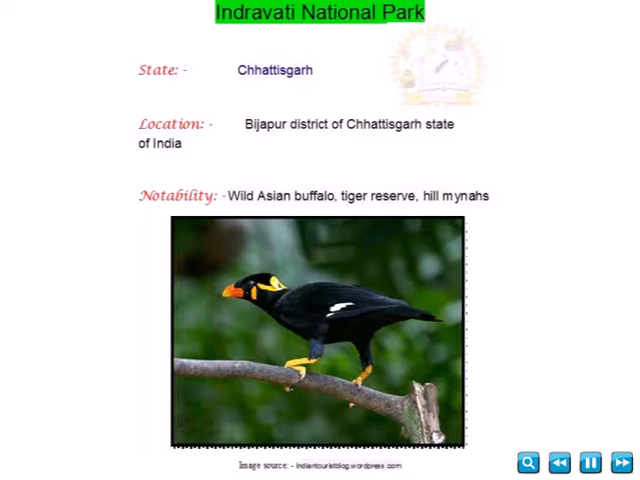 Indravati National Park
State: - Chhattisgarh
Location: - Bijapur district of Chhattisgarh state
of India
Notability: - Wild Asian buffalo, tiger reserve, hill mynahs
Image source: - indiantouristblog.wordpress.com